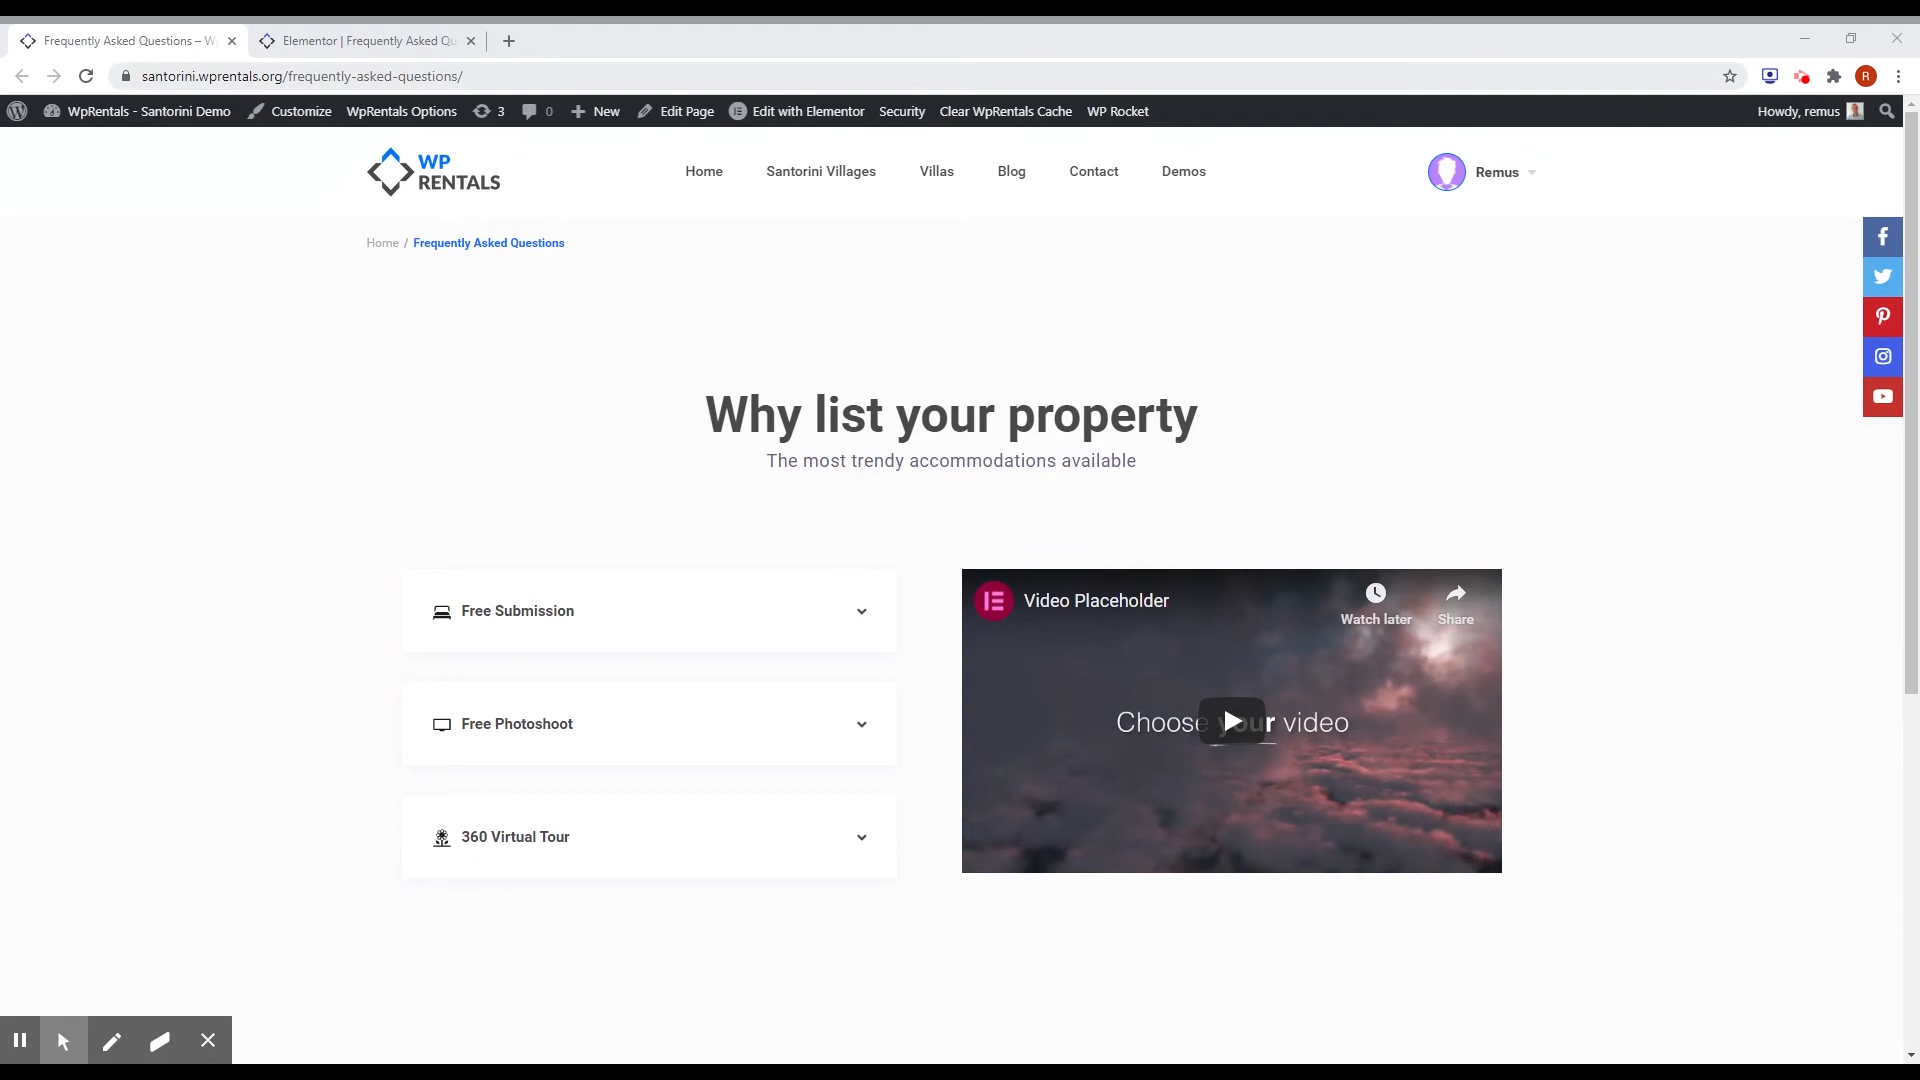 Frequently Asked Questions – W
Elementor | Frequently Asked Qu
santorini.wprentals.org/frequently-asked-questions/
R
WpRentals - Santorini Demo
Customize
WpRentals Options
3
0
New
Edit Page
Edit with Elementor
Security
Clear WpRentals Cache
WP Rocket
Howdy, remus
WP
RENTALS
Home
Santorini Villages
Villas
Blog
Contact
Demos
Remus
Home / Frequently Asked Questions
Why list your property
The most trendy accommodations available
Free Submission
Free Photoshoot
360 Virtual Tour
Video Placeholder
Watch later
Share
Choose your video